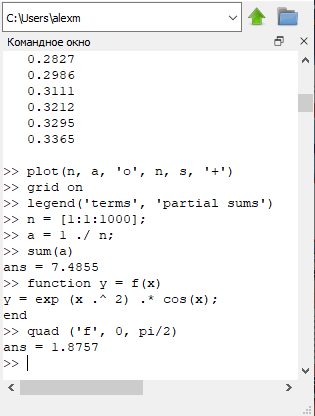 C:\Users\alexm
Командное окно
0.2827
0.2986
0.3111
0.3212
0.3295
0.3365
>> plot(n, a, 'o', n, s, '+')
>> grid on
>> legend('terms', 'partial sums')
>> n = [1:1:1000];
>> a = 1 ./ n;
>> sum(a)
ans = 7.4855
>> function y = f(x)
y = exp (x .^ 2) .* cos(x);
end
>> quad ('f', 0, pi/2)
ans = 1.8757
>>